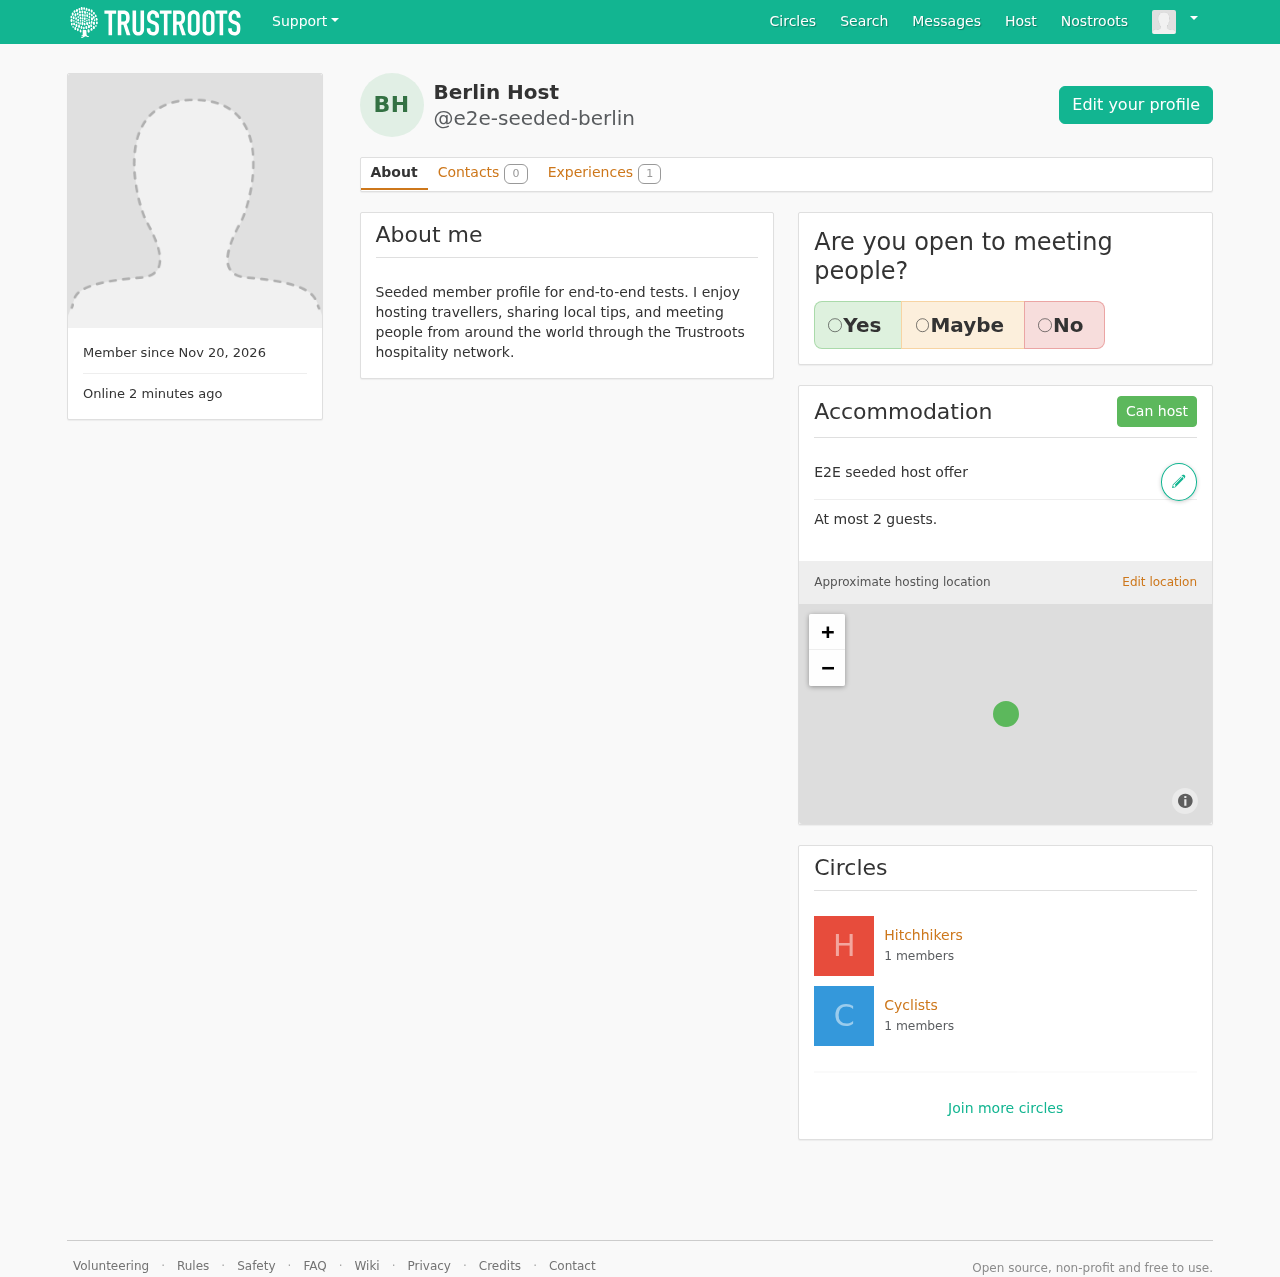 TRUSTROOTS
Support
Circles
Search
Messages
Host
Nostroots
Member since Nov 20, 2026
Online 2 minutes ago
BH
Berlin Host
@e2e-seeded-berlin
Edit your profile
About
Contacts 0
Experiences 1
About me
Seeded member profile for end-to-end tests. I enjoy
hosting travellers, sharing local tips, and meeting
people from around the world through the Trustroots
hospitality network.
Are you open to meeting
people?
Yes
Maybe
No
Accommodation
Can host
E2E seeded host offer
At most 2 guests.
Approximate hosting location
Edit location
+
−
Circles
H
Hitchhikers
1 members
C
Cyclists
1 members
Join more circles
Volunteering · Rules · Safety · FAQ · Wiki · Privacy · Credits · Contact
Open source, non-profit and free to use.